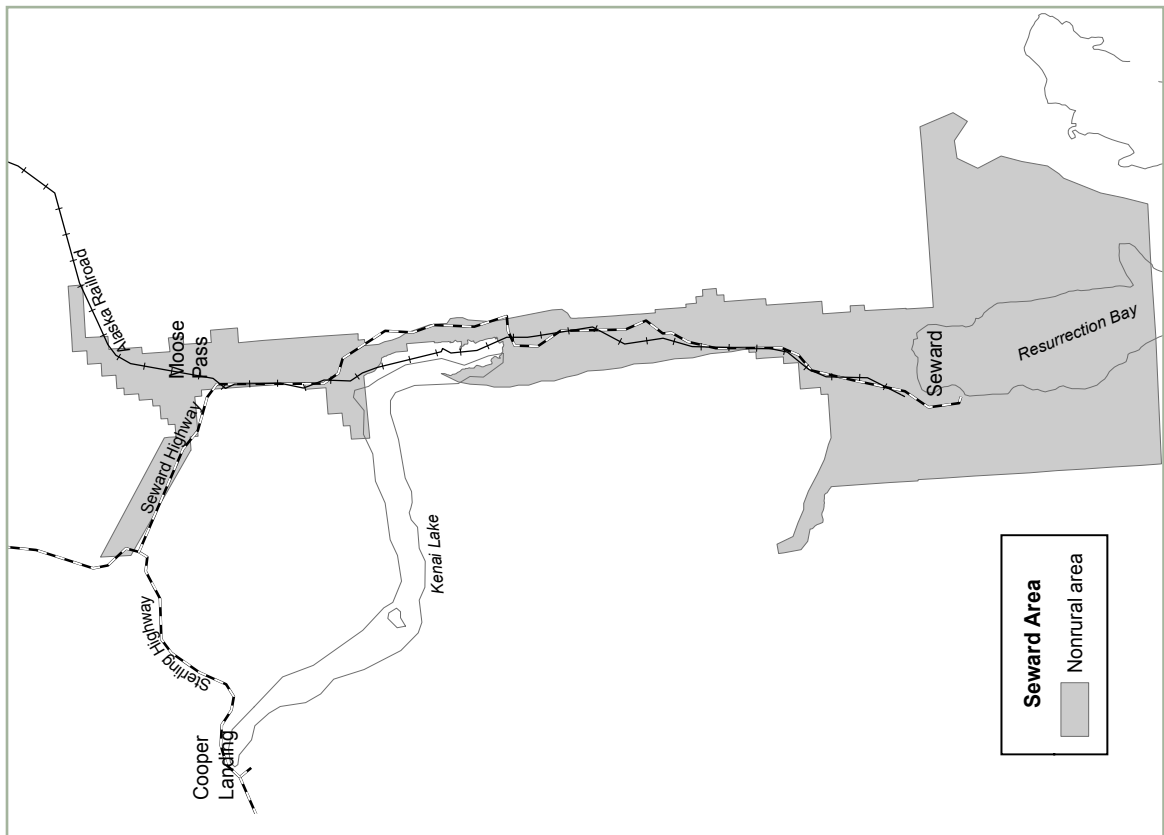 Alaska Railroad
Moose
Pass
Seward Highway
Sterling Highway
Cooper
Landing
Kenai Lake
Seward
Resurrection Bay
Seward Area
Nonrural area